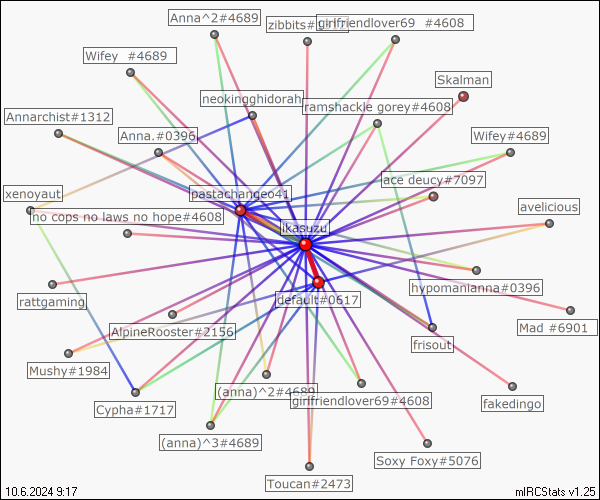 Anna^2#4689
zibbits#
girlfriendlover69 #4608
Wifey #4689
Skalman
neokingghidorah
ramshackle gorey#4608
Annarchist#1312
Anna.#0396
Wifey#4689
ace deucy#7097
xenoyaut
pastachangeo41
avelicious
no cops no laws no hope#4608
ikasuzu
hypomanianna#0396
rattgaming
default#0617
Mad #6901
AlpineRooster#2156
frisout
Mushy#1984
(anna)^2#4689
girlfriendlover69#4608
fakedingo
Cypha#1717
(anna)^3#4689
Soxy Foxy#5076
Toucan#2473
10.6.2024 9:17
mIRCStats v1.25